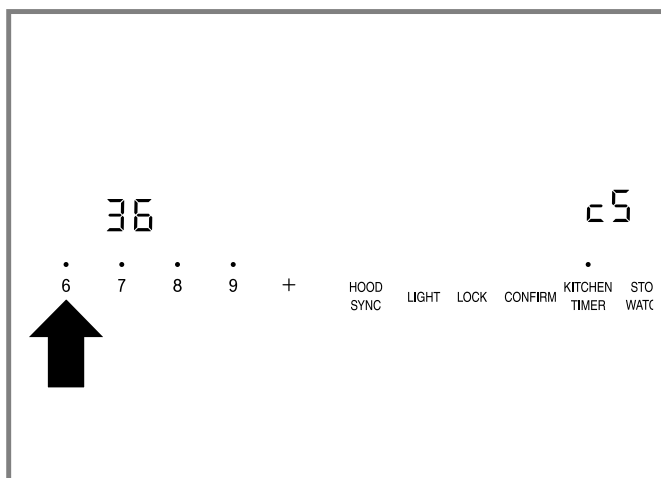 36
c5
6 7 8 9 +
HOOD SYNC
LIGHT
LOCK
CONFIRM
KITCHEN TIMER